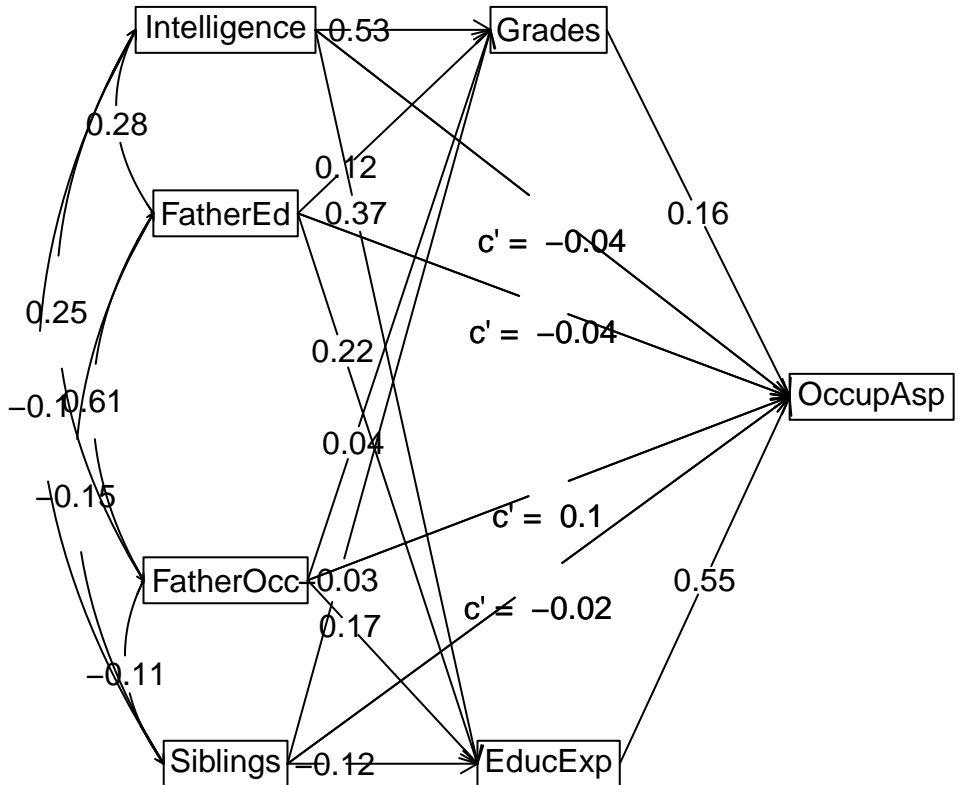 Intelligence
0.53
Grades
0.28
0.12
FatherEd
0.37
0.16
c' = −0.04
0.25
c' = −0.04
0.22
OccupAsp
−0.1
0.61
0.04
−0.15
c' = 0.1
FatherOcc
−0.03
0.55
c' = −0.02
0.17
−0.11
Siblings
−0.12
EducExp